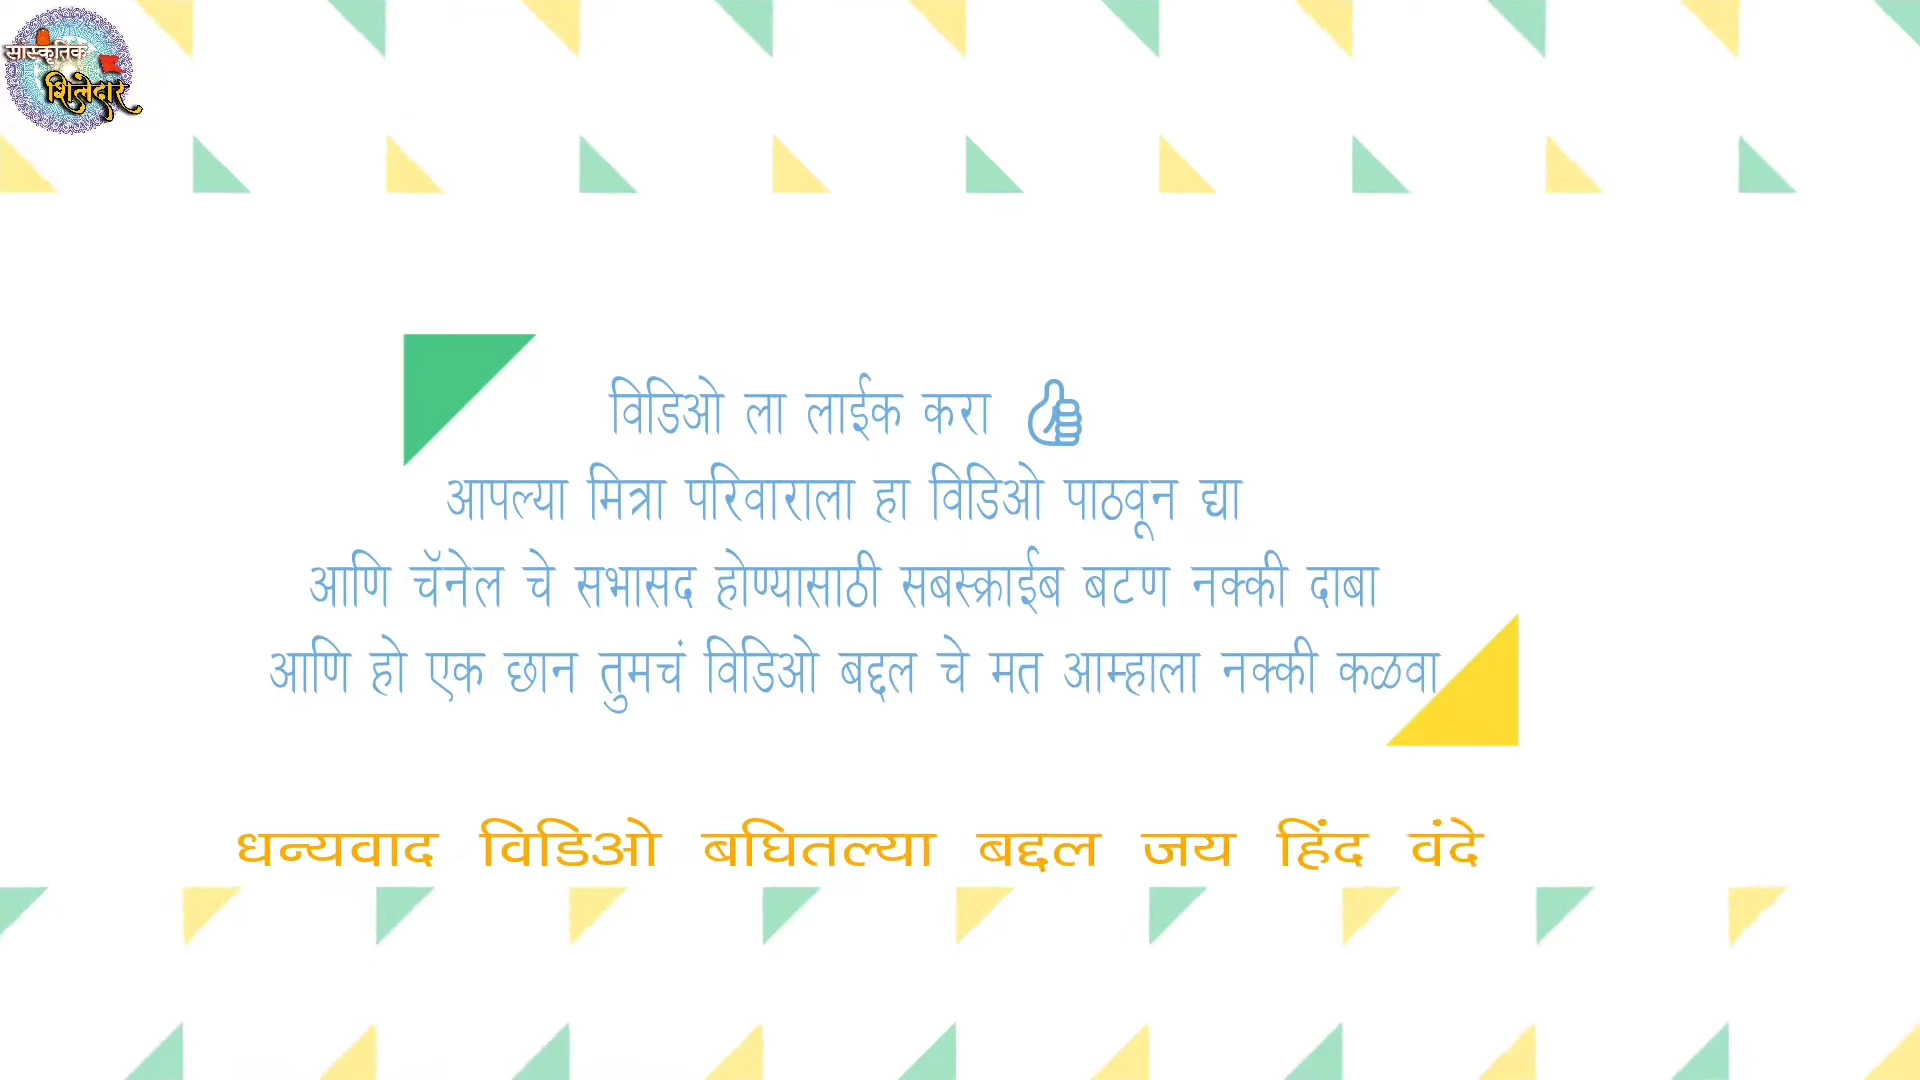 सांस्कृतिक
शिलेदार
विडिओ ला लाईक करा 👍
आपल्या मित्रा परिवाराला हा विडिओ पाठवून द्या
आणि चॅनेल चे सभासद होण्यासाठी सबस्क्राईब बटण नक्की दाबा
आणि हो एक छान तुमचं विडिओ बद्दल चे मत आम्हाला नक्की कळवा
धन्यवाद विडिओ बघितल्या बद्दल जय हिंद वंदे